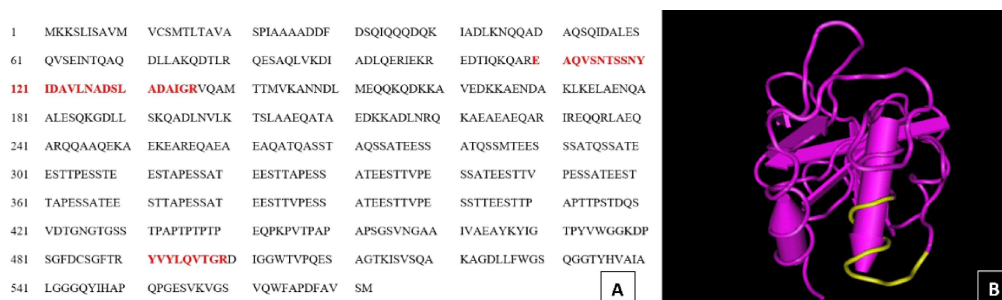 1 MKKSLISAVM VCSMTLTAVA SPIAAAADDF DSQIQQQDQK IADLKNQQAD AQSQIDALES
61 QVSEINTQAQ DLLAKQDTLR QESAQLVKDI ADLQERIEKR EDTIQKQARE AQVSNTSSNY
121 IDAVLNADSL ADAIGRVQAM TTMVKANNDL MEQQKQDKKA VEDKKAENDA KLKELAENQA
181 ALESQKGDLL SKQADLNVLK TSLAAEQATA EDKKADLNRQ KAEAEAEQAR IREQQRLAEQ
241 ARQQAAQEKA EKEAREQAEA EAQATQASST AQSSATEESS ATQSSMTEES SSATQSSATE
301 ESTTPESSTE ESTAPESSAT EESTTAPESS ATEESTTVPE SSATEESTTV PESSATEEST
361 TAPESSATEE STTAPESSAT EESTTVPESS ATEESTTVPE SSTTEESTTP APTTPSTDQS
421 VDTGNGTGSS TPAPTPTPTP EQPKPVTPAP APSGSVNGAA IVAEAYKYIG TPYVWGGKDP
481 SGFDCSGFTR YVYLQVTGRD IGGWTVPQES AGTKISVSQA KAGDLLFWGS QGGTYHVAIA
541 LGGGQYIHAP QPGESVKVGS VQWFAPDFAV SM
A
B